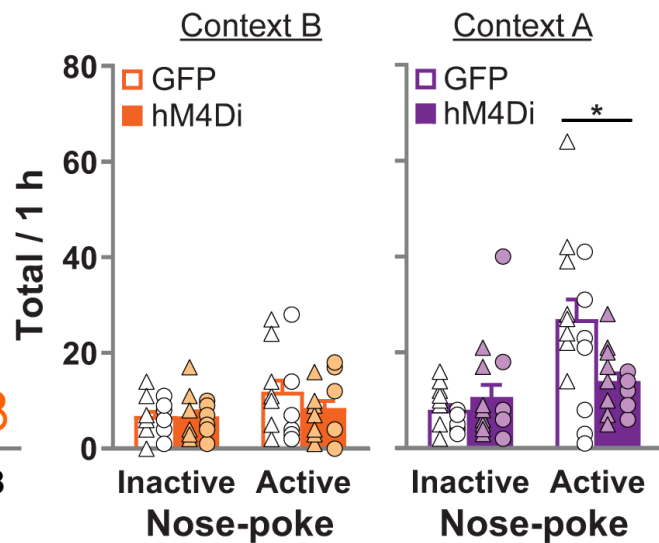 Context B
Context A
80
60
40
20
0
Total / 1 h
GFP
hM4Di
GFP
hM4Di
*
Inactive Active
Inactive Active
Nose-poke
Nose-poke